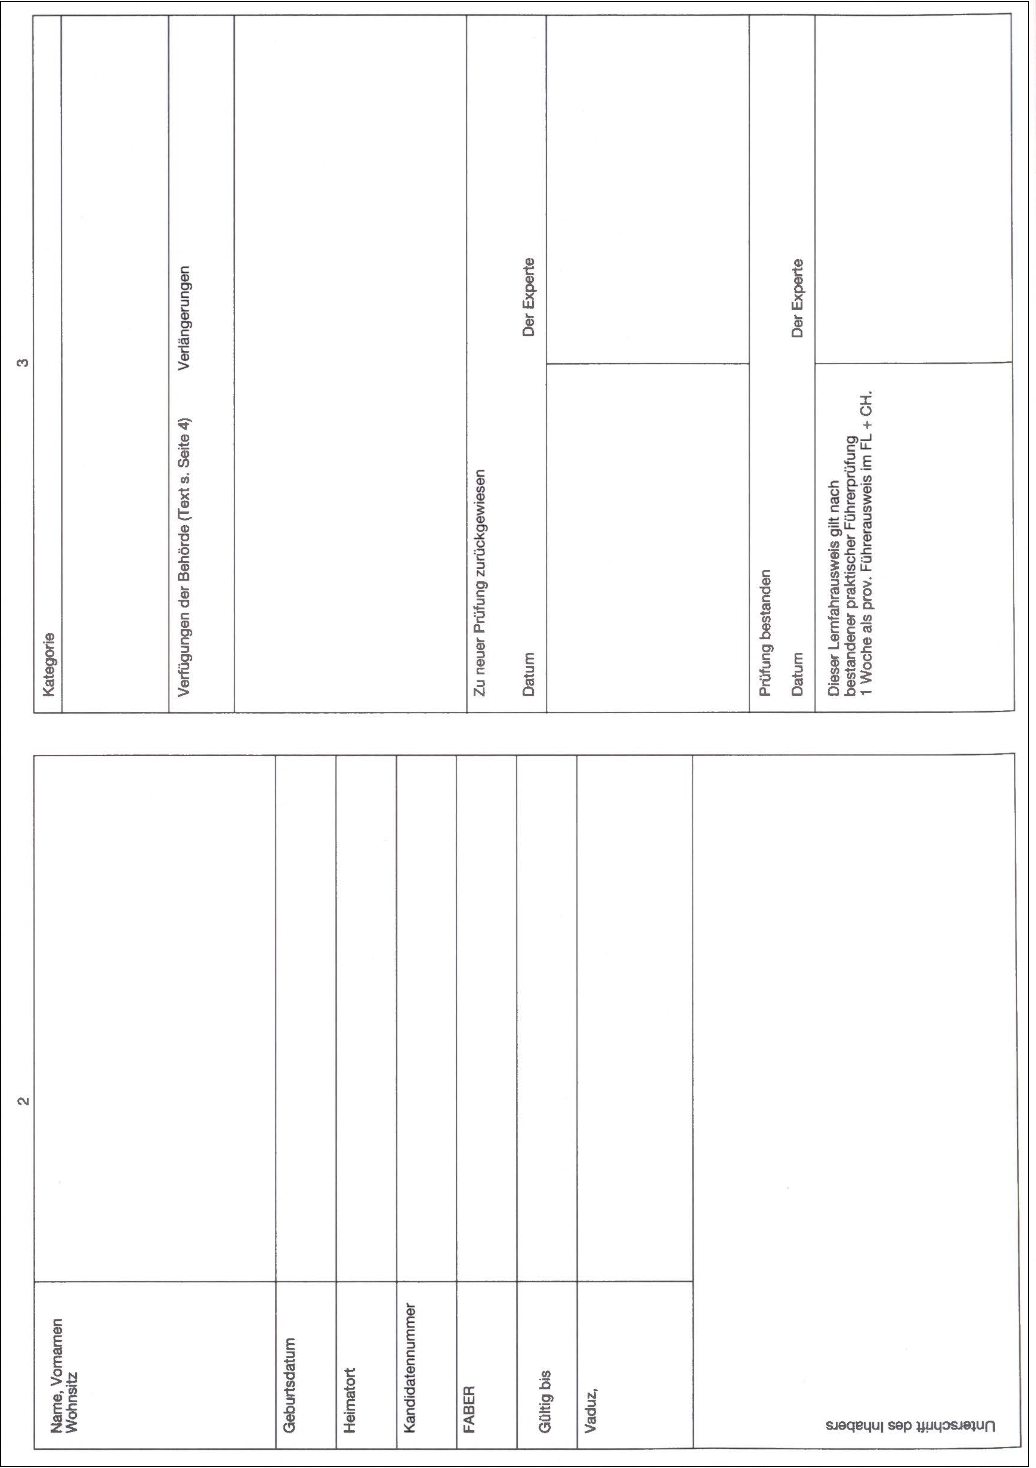 2
Name, Vornamen
Wohnsitz
Geburtsdatum
Heimatort
Kandidatennummer
FABER
Gültig bis
Vaduz,
Unterschrift des Inhabers
3
Kategorie
Verfügungen der Behörde (Text s. Seite 4) Verlängerungen
Zu neuer Prüfung zurückgewiesen
Datum Der Experte
Prüfung bestanden
Datum Der Experte
Dieser Lernfahrausweis gilt nach
bestandener praktischer Führerprüfung
1 Woche als prov. Führerausweis im FL + CH.